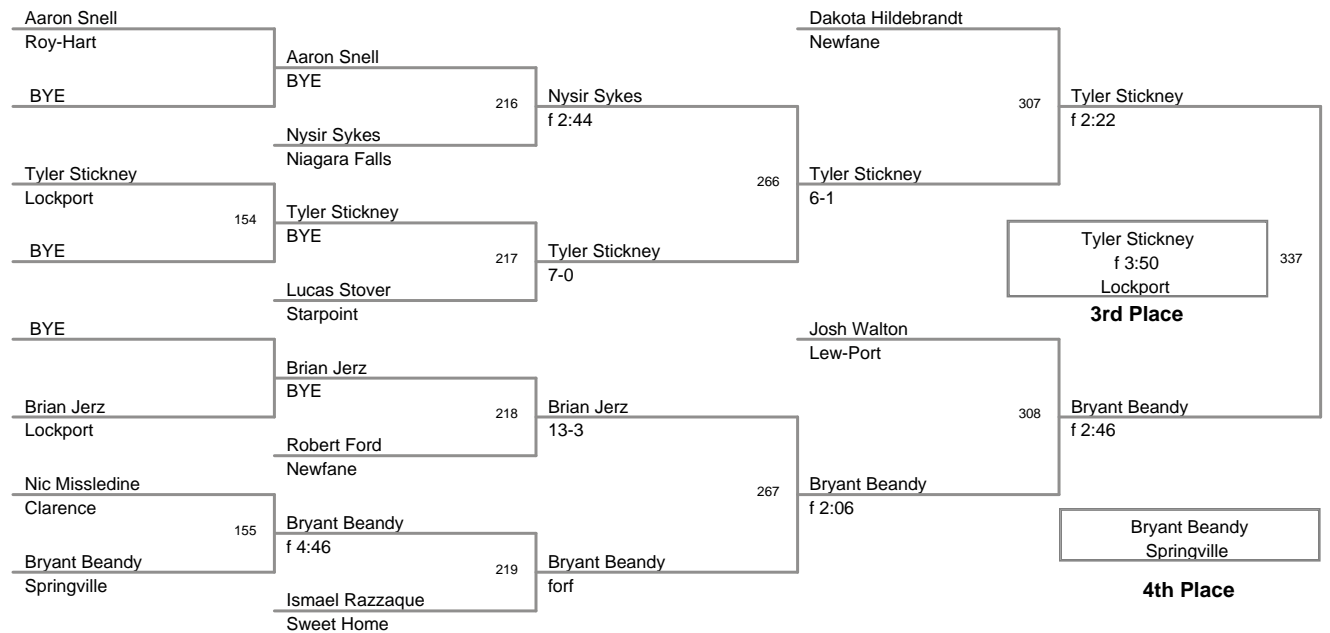 Aaron Snell
Roy-Hart
BYE
Tyler Stickney
Lockport
154
BYE
BYE
Brian Jerz
Lockport
Nic Missledine
Clarence
155
Bryant Beandy
Springville
Aaron Snell
BYE
216
Nysir Sykes
Niagara Falls
Tyler Stickney
BYE
217
Lucas Stover
Starpoint
Brian Jerz
BYE
218
Robert Ford
Newfane
Bryant Beandy
f 4:46
219
Ismael Razzaque
Sweet Home
Nysir Sykes
f 2:44
266
Tyler Stickney
7-0
Brian Jerz
13-3
267
Bryant Beandy
forf
Dakota Hildebrandt
Newfane
307
Tyler Stickney
6-1
Josh Walton
Lew-Port
308
Bryant Beandy
f 2:06
Tyler Stickney
f 2:22
Tyler Stickney
f 3:50
Lockport
337
3rd Place
Bryant Beandy
f 2:46
Bryant Beandy
Springville
4th Place